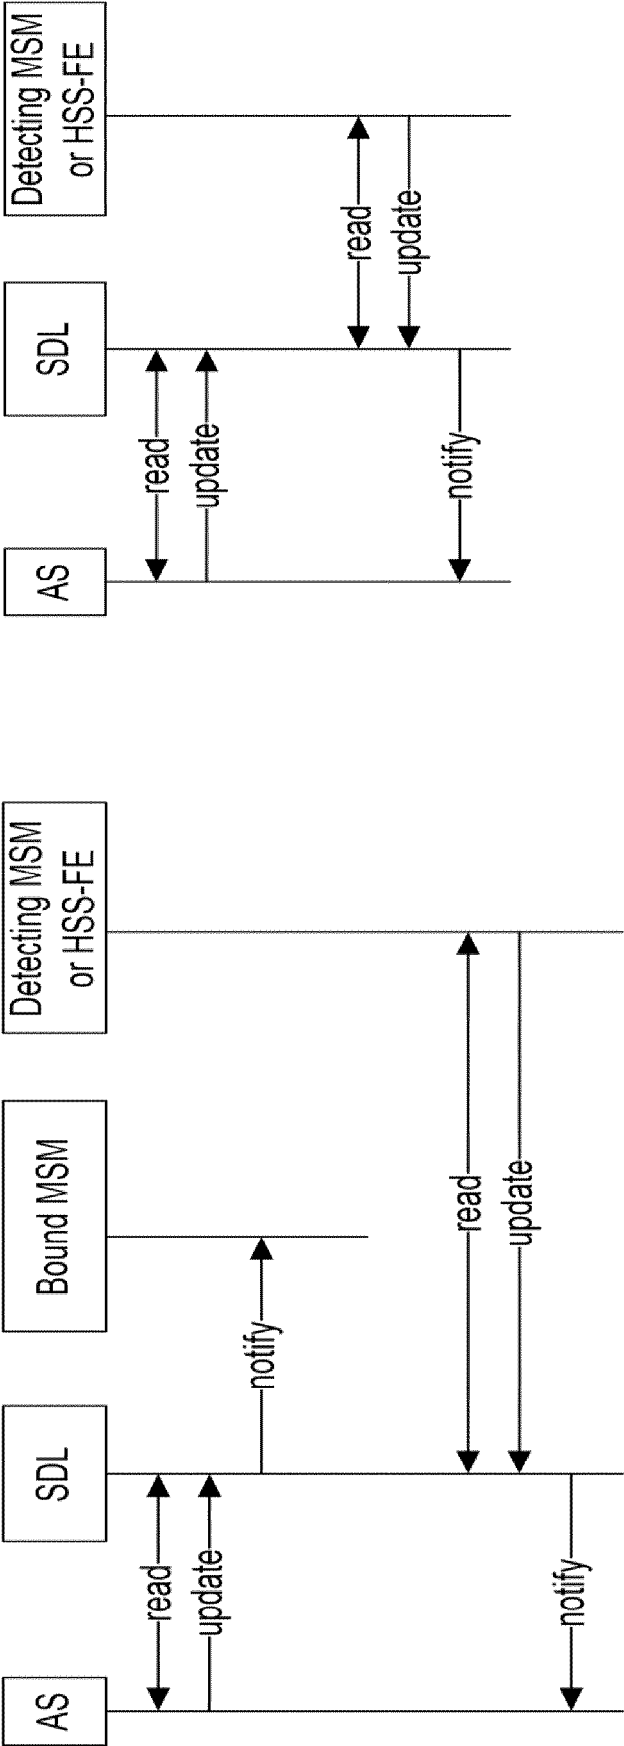 AS
SDL
Bound MSM
Detecting MSM
or HSS-FE
read
update
notify
read
update
notify
AS
SDL
Detecting MSM
or HSS-FE
read
update
read
update
notify